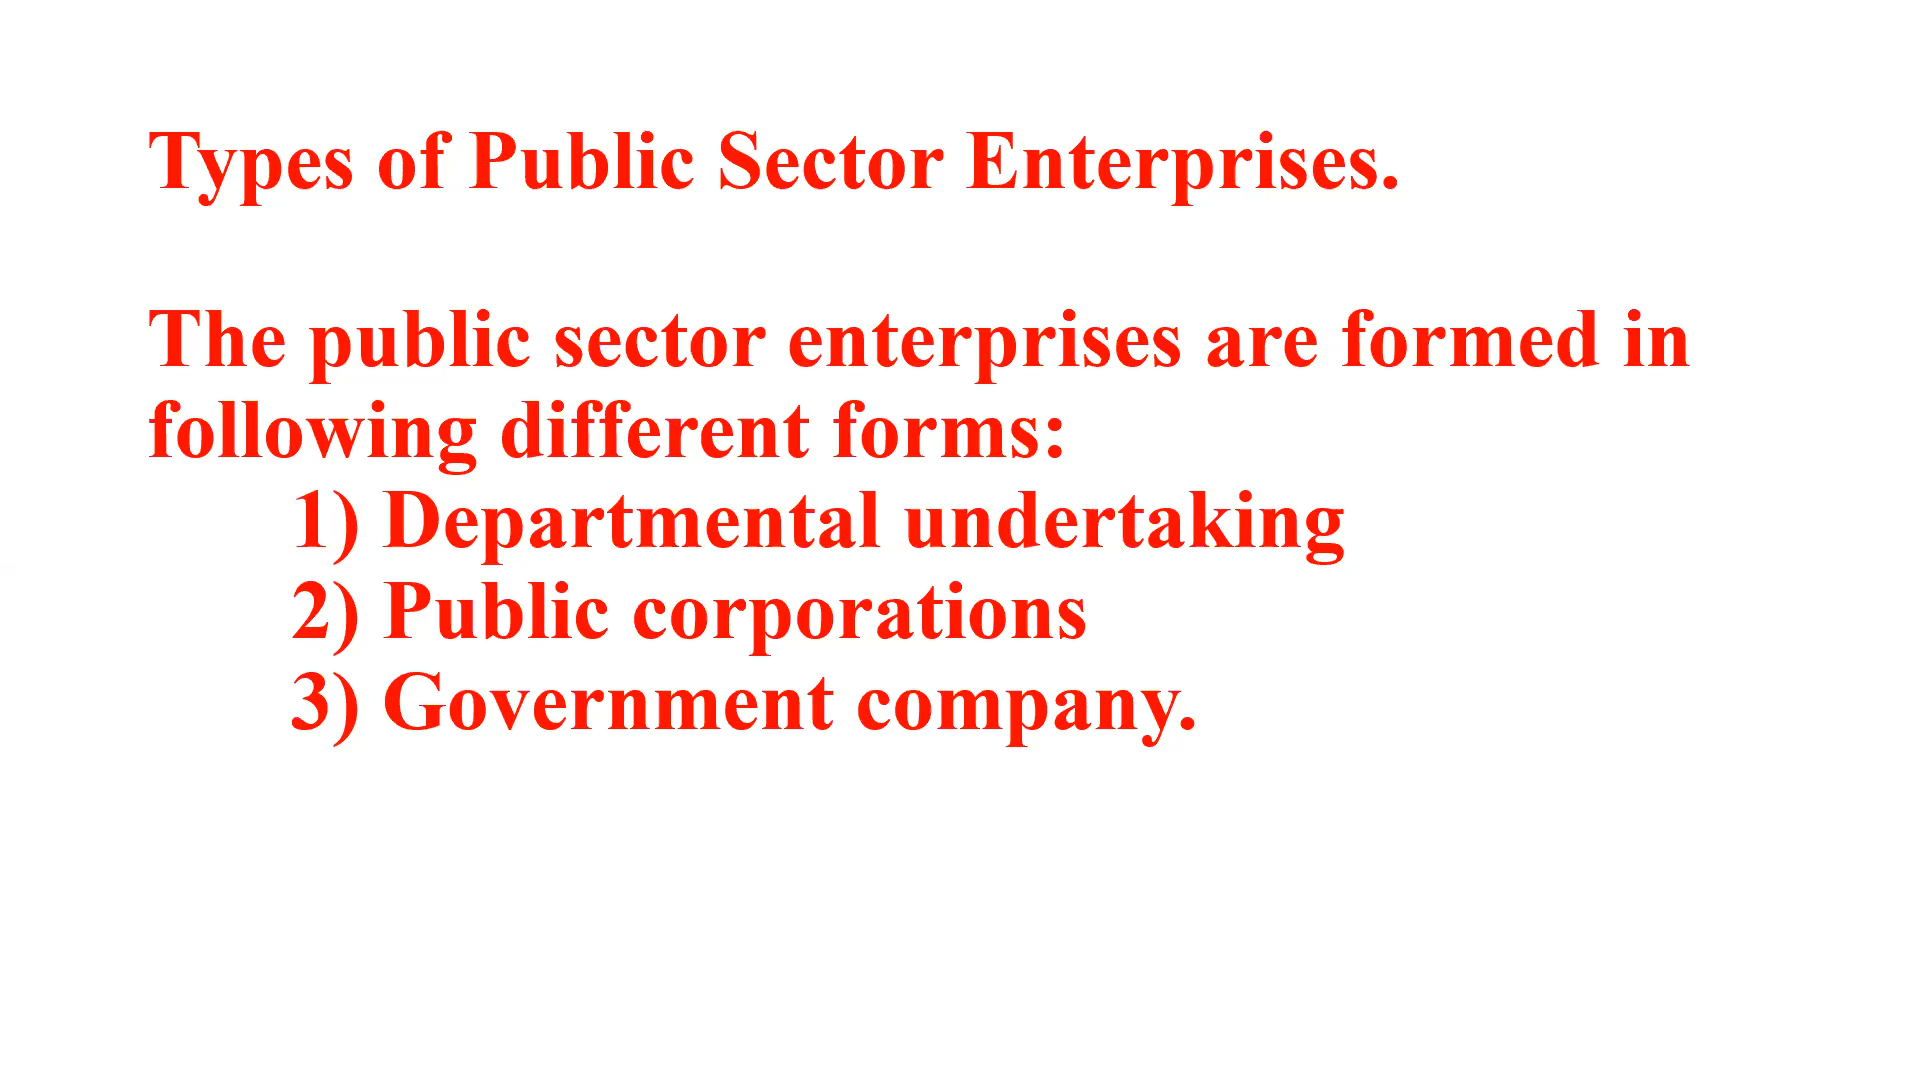 Types of Public Sector Enterprises.
The public sector enterprises are formed in
following different forms:
1) Departmental undertaking
2) Public corporations
3) Government company.